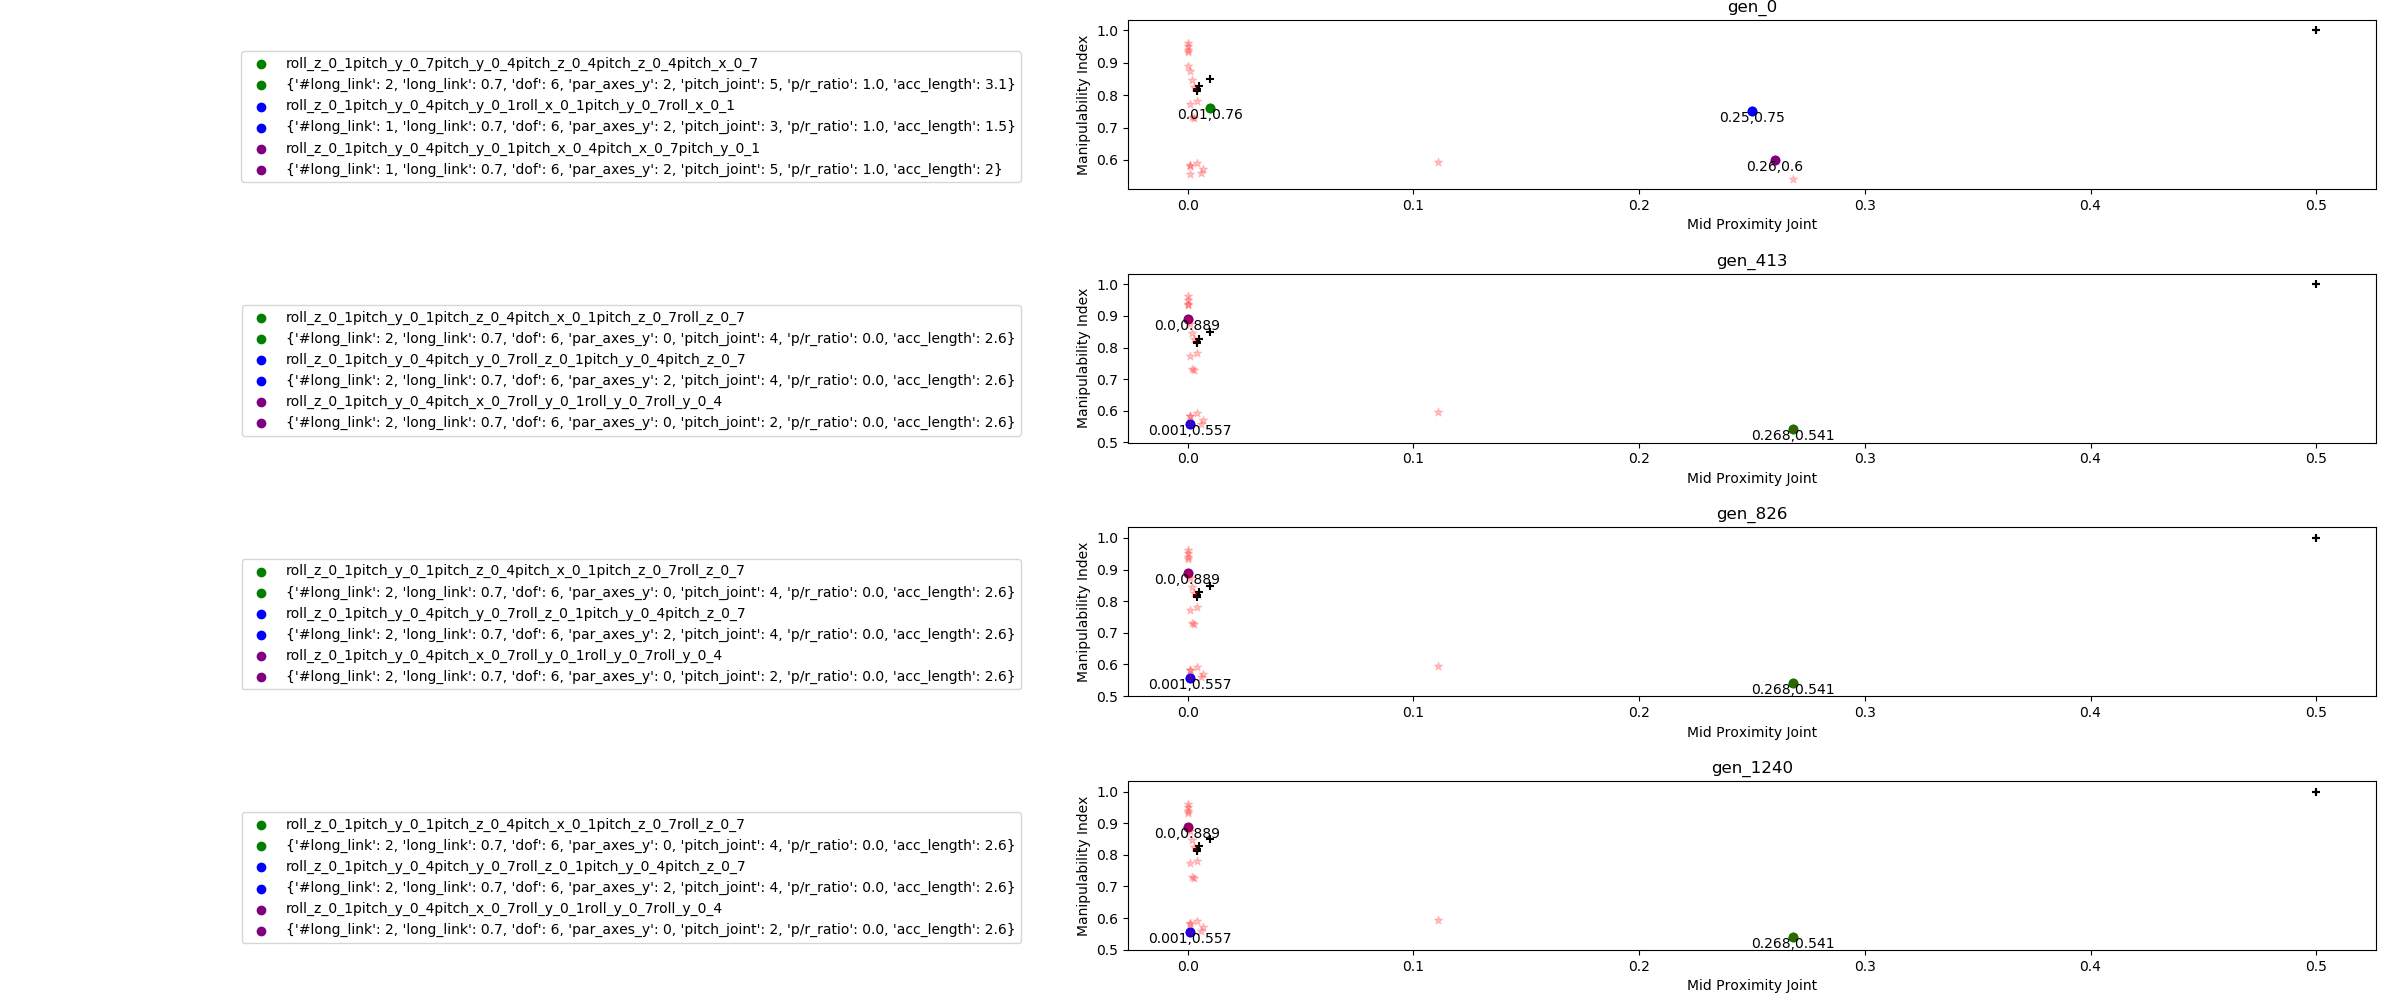 gen_0
roll_z_0_1pitch_y_0_7pitch_y_0_4pitch_z_0_4pitch_z_0_4pitch_x_0_7
{'#long_link': 2, 'long_link': 0.7, 'dof': 6, 'par_axes_y': 2, 'pitch_joint': 5, 'p/r_ratio': 1.0, 'acc_length': 3.1}
roll_z_0_1pitch_y_0_4pitch_y_0_1roll_x_0_1pitch_y_0_7roll_x_0_1
{'#long_link': 1, 'long_link': 0.7, 'dof': 6, 'par_axes_y': 2, 'pitch_joint': 3, 'p/r_ratio': 1.0, 'acc_length': 1.5}
roll_z_0_1pitch_y_0_4pitch_y_0_1pitch_x_0_4pitch_x_0_7pitch_y_0_1
{'#long_link': 1, 'long_link': 0.7, 'dof': 6, 'par_axes_y': 2, 'pitch_joint': 5, 'p/r_ratio': 1.0, 'acc_length': 2}
Manipulability Index
1.0
0.9
0.8
0.7
0.6
0.01,0.76
0.25,0.75
0.26,0.6
0.0 0.1 0.2 0.3 0.4 0.5
Mid Proximity Joint
gen_413
roll_z_0_1pitch_y_0_1pitch_z_0_4pitch_x_0_1pitch_z_0_7roll_z_0_7
{'#long_link': 2, 'long_link': 0.7, 'dof': 6, 'par_axes_y': 0, 'pitch_joint': 4, 'p/r_ratio': 0.0, 'acc_length': 2.6}
roll_z_0_1pitch_y_0_4pitch_y_0_7roll_z_0_1pitch_y_0_4pitch_z_0_7
{'#long_link': 2, 'long_link': 0.7, 'dof': 6, 'par_axes_y': 2, 'pitch_joint': 4, 'p/r_ratio': 0.0, 'acc_length': 2.6}
roll_z_0_1pitch_y_0_4pitch_x_0_7roll_y_0_1roll_y_0_7roll_y_0_4
{'#long_link': 2, 'long_link': 0.7, 'dof': 6, 'par_axes_y': 0, 'pitch_joint': 2, 'p/r_ratio': 0.0, 'acc_length': 2.6}
Manipulability Index
1.0
0.9
0.8
0.7
0.6
0.5
0.0,0.889
0.001,0.557
0.268,0.541
0.0 0.1 0.2 0.3 0.4 0.5
Mid Proximity Joint
gen_826
roll_z_0_1pitch_y_0_1pitch_z_0_4pitch_x_0_1pitch_z_0_7roll_z_0_7
{'#long_link': 2, 'long_link': 0.7, 'dof': 6, 'par_axes_y': 0, 'pitch_joint': 4, 'p/r_ratio': 0.0, 'acc_length': 2.6}
roll_z_0_1pitch_y_0_4pitch_y_0_7roll_z_0_1pitch_y_0_4pitch_z_0_7
{'#long_link': 2, 'long_link': 0.7, 'dof': 6, 'par_axes_y': 2, 'pitch_joint': 4, 'p/r_ratio': 0.0, 'acc_length': 2.6}
roll_z_0_1pitch_y_0_4pitch_x_0_7roll_y_0_1roll_y_0_7roll_y_0_4
{'#long_link': 2, 'long_link': 0.7, 'dof': 6, 'par_axes_y': 0, 'pitch_joint': 2, 'p/r_ratio': 0.0, 'acc_length': 2.6}
Manipulability Index
1.0
0.9
0.8
0.7
0.6
0.5
0.0,0.889
0.001,0.557
0.268,0.541
0.0 0.1 0.2 0.3 0.4 0.5
Mid Proximity Joint
gen_1240
roll_z_0_1pitch_y_0_1pitch_z_0_4pitch_x_0_1pitch_z_0_7roll_z_0_7
{'#long_link': 2, 'long_link': 0.7, 'dof': 6, 'par_axes_y': 0, 'pitch_joint': 4, 'p/r_ratio': 0.0, 'acc_length': 2.6}
roll_z_0_1pitch_y_0_4pitch_y_0_7roll_z_0_1pitch_y_0_4pitch_z_0_7
{'#long_link': 2, 'long_link': 0.7, 'dof': 6, 'par_axes_y': 2, 'pitch_joint': 4, 'p/r_ratio': 0.0, 'acc_length': 2.6}
roll_z_0_1pitch_y_0_4pitch_x_0_7roll_y_0_1roll_y_0_7roll_y_0_4
{'#long_link': 2, 'long_link': 0.7, 'dof': 6, 'par_axes_y': 0, 'pitch_joint': 2, 'p/r_ratio': 0.0, 'acc_length': 2.6}
Manipulability Index
1.0
0.9
0.8
0.7
0.6
0.5
0.0,0.889
0.001,0.557
0.268,0.541
0.0 0.1 0.2 0.3 0.4 0.5
Mid Proximity Joint